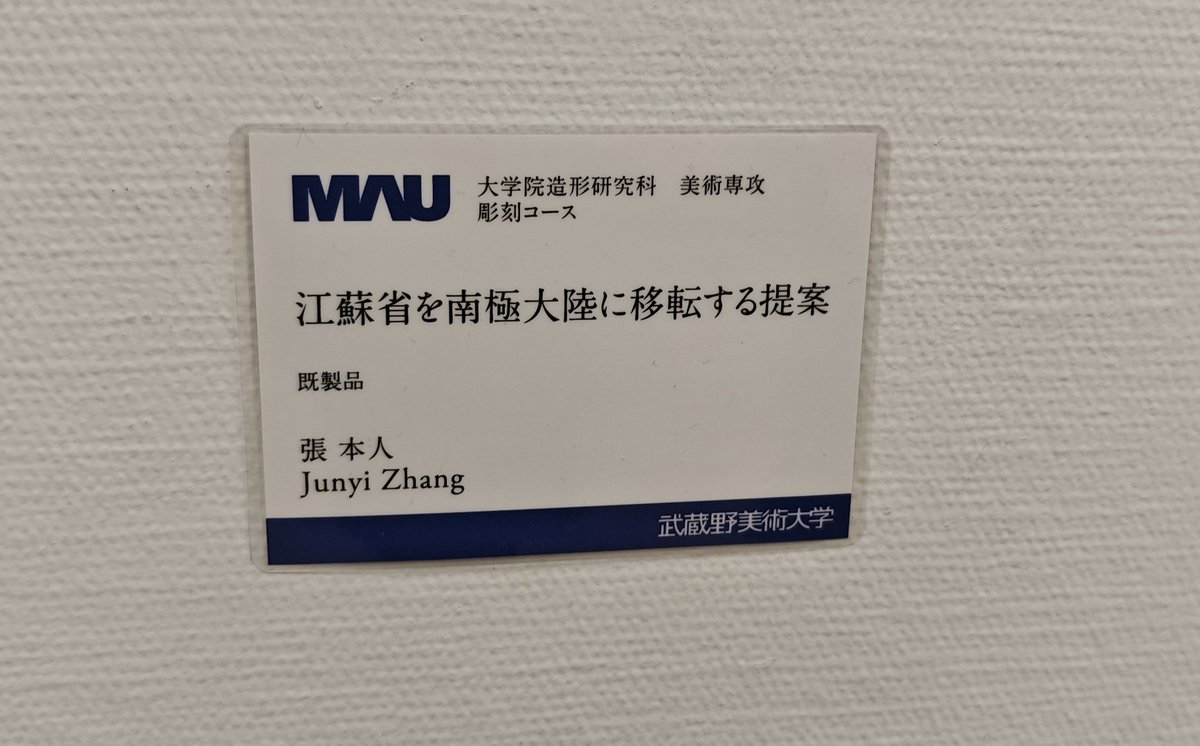 MAU
大学院造形研究科 美術専攻
彫刻コース
江蘇省を南極大陸に移転する提案
既製品
張 本人
Junyi Zhang
武蔵野美術大学